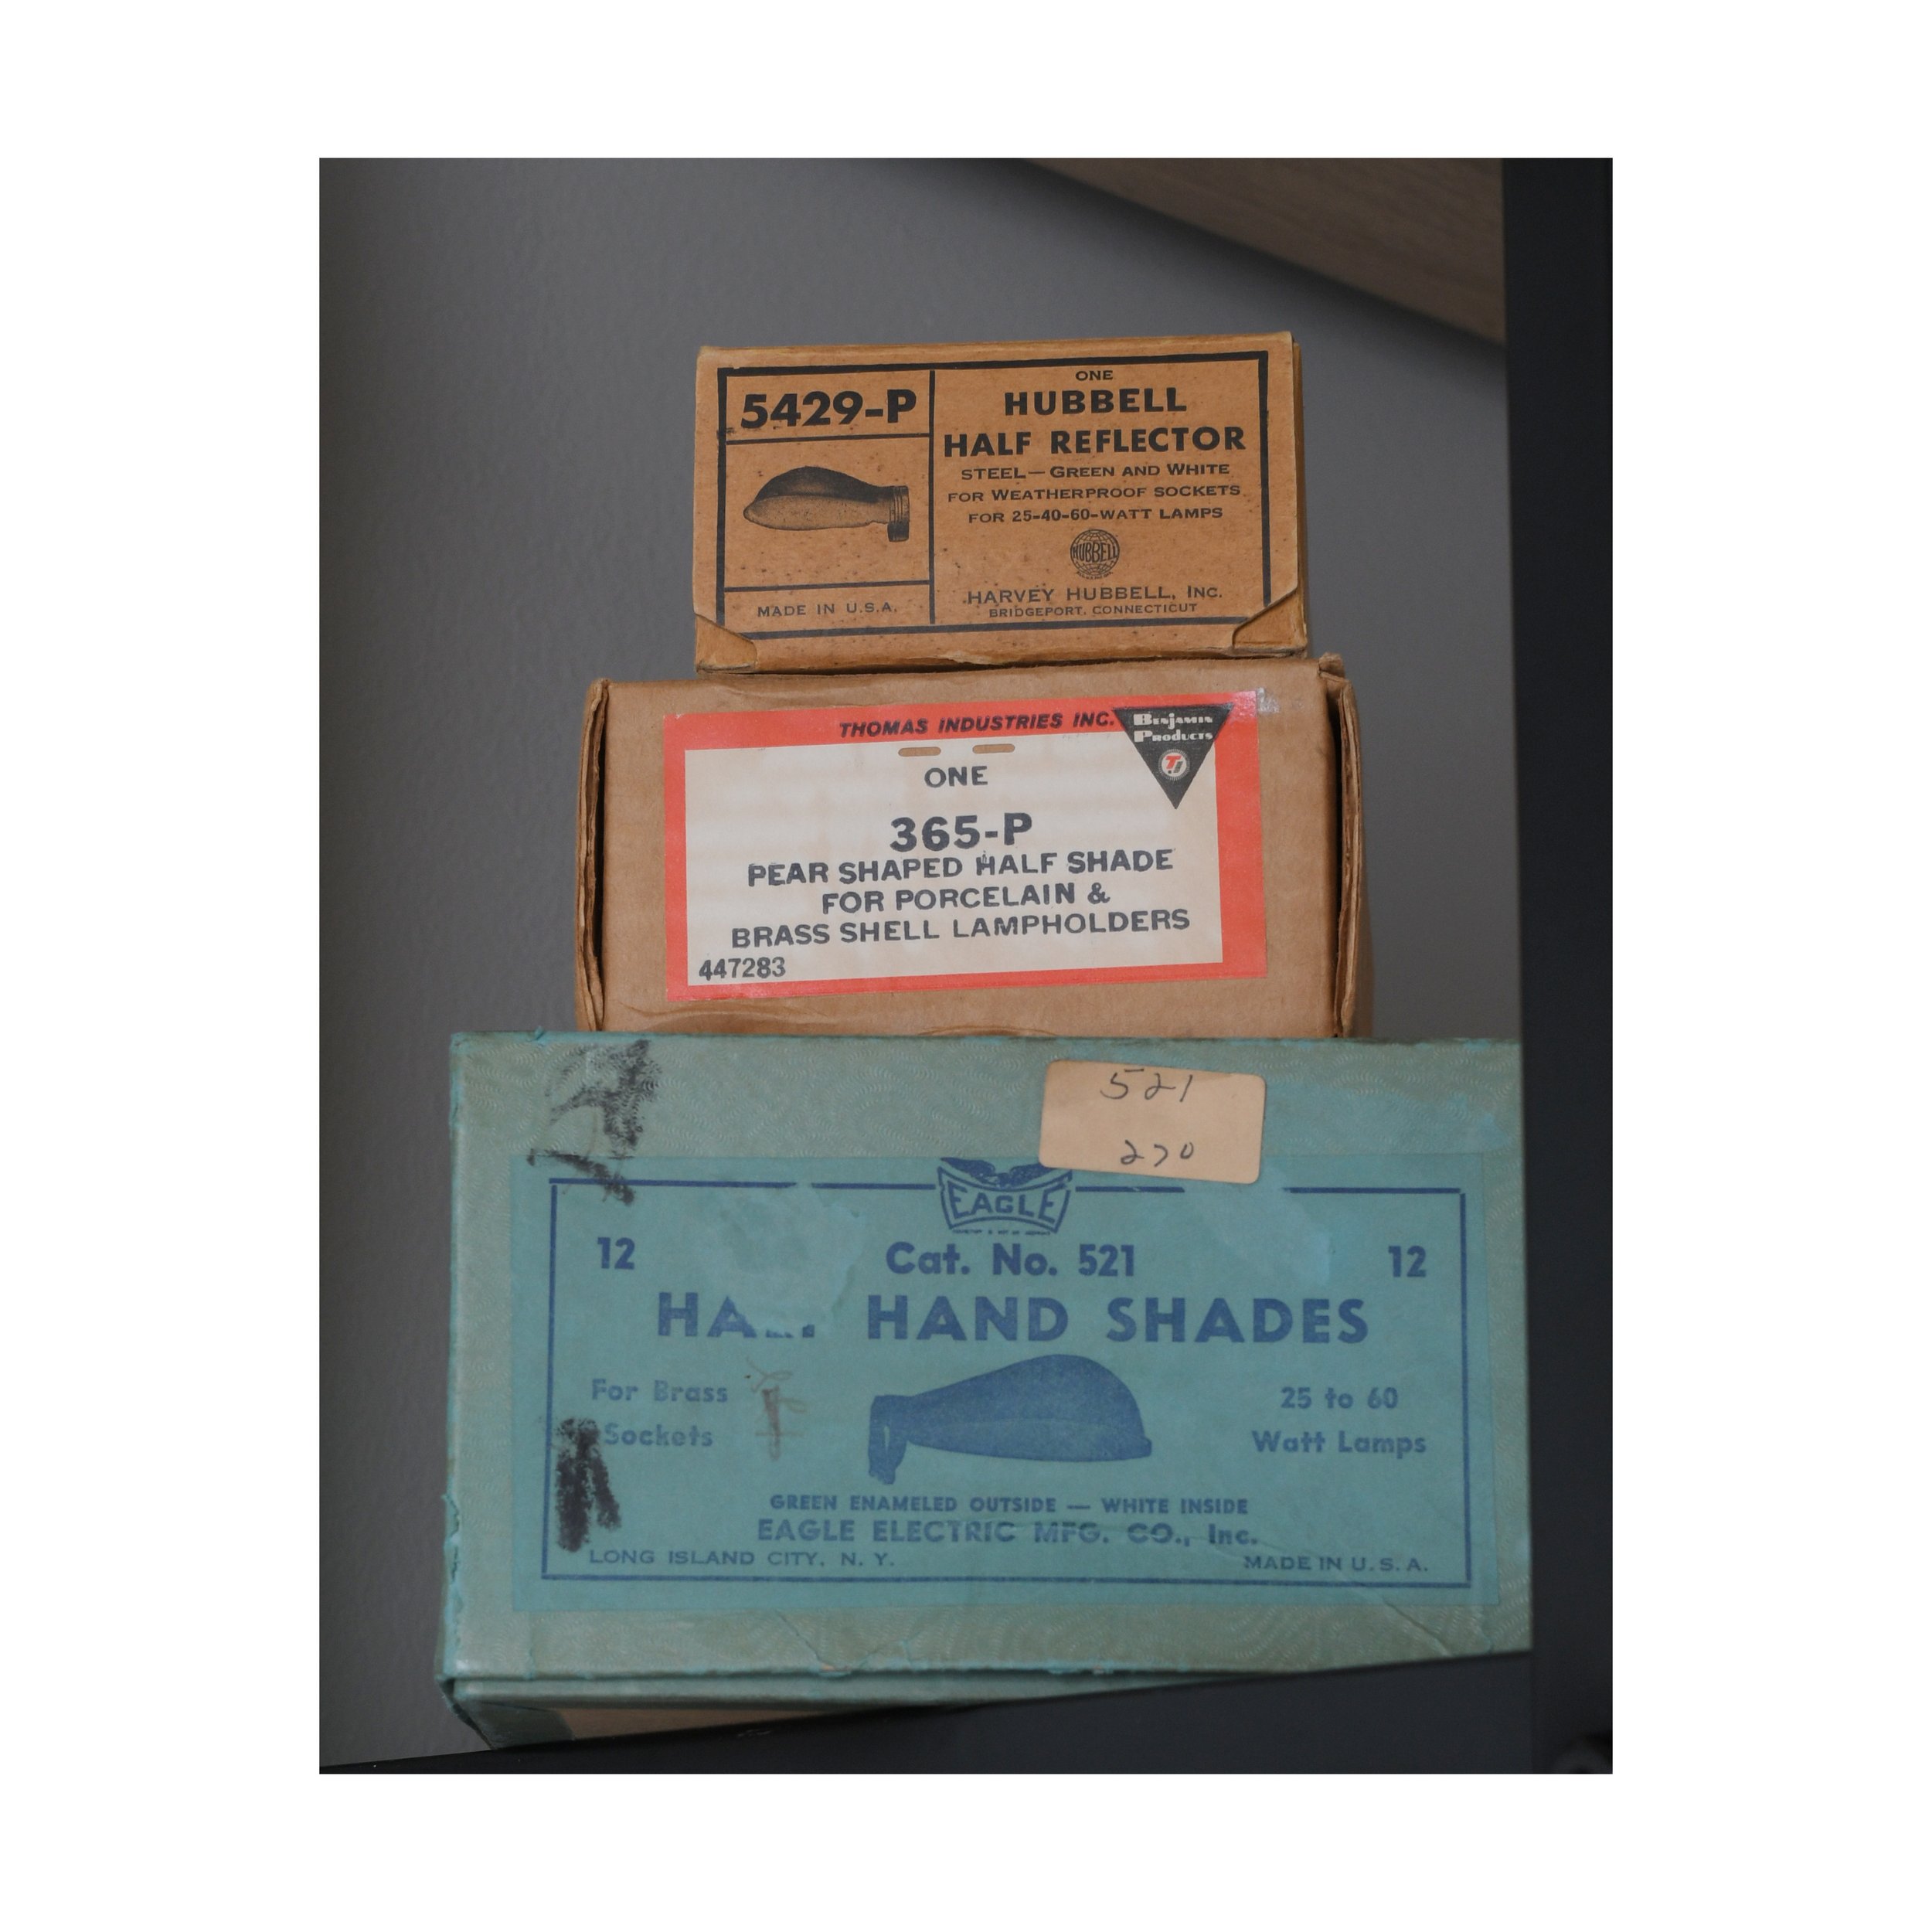 5429-P
MADE IN U.S.A.
ONE
HUBBELL
HALF REFLECTOR
STEEL—GREEN AND WHITE
FOR WEATHERPROOF SOCKETS
FOR 25-40-60-WATT LAMPS
HUBBELL
HARVEY HUBBELL, INC.
BRIDGEPORT, CONNECTICUT
THOMAS INDUSTRIES INC.
Benjamin
Products
TI
ONE
365-P
PEAR SHAPED HALF SHADE
FOR PORCELAIN &
BRASS SHELL LAMPHOLDERS
447283
521
270
EAGLE
12 Cat. No. 521 12
HAND SHADES
For Brass
Sockets
25 to 60
Watt Lamps
GREEN ENAMELED OUTSIDE — WHITE INSIDE
EAGLE ELECTRIC MFG. CO., Inc.
LONG ISLAND CITY, N. Y. MADE IN U.S.A.